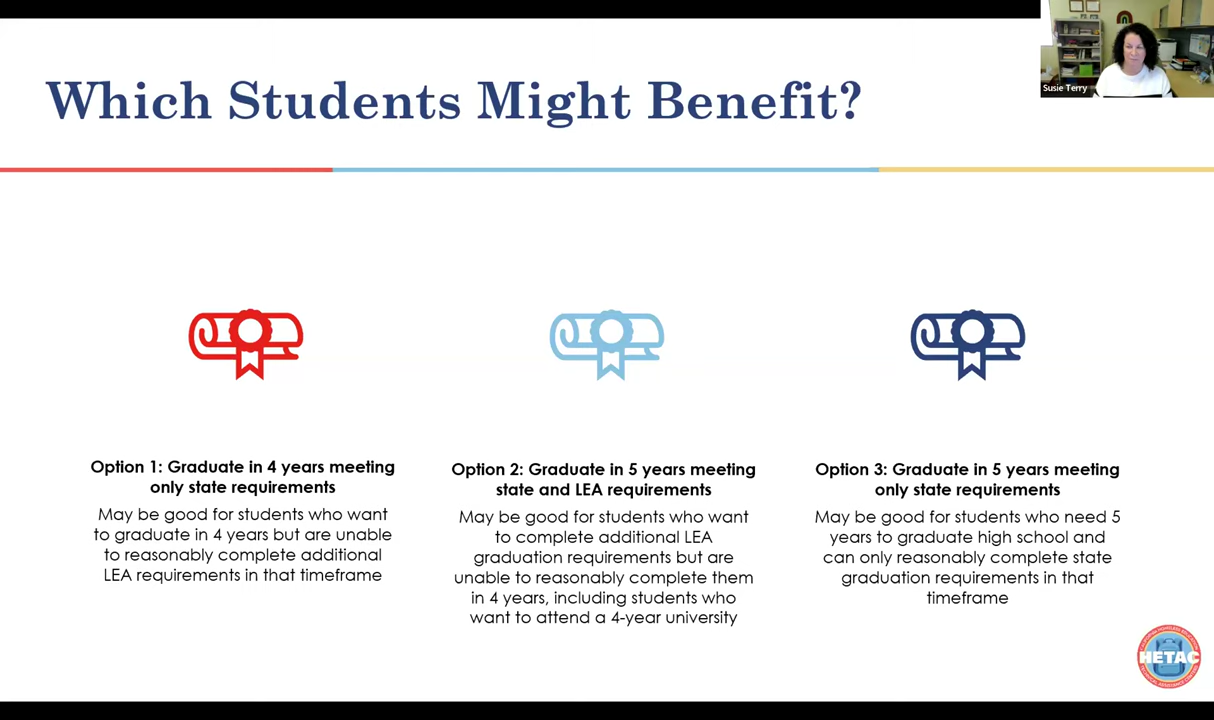 Which Students Might Benefit?
Susie Terry
Option 1: Graduate in 4 years meeting
only state requirements
May be good for students who want
to graduate in 4 years but are unable
to reasonably complete additional
LEA requirements in that timeframe
Option 2: Graduate in 5 years meeting
state and LEA requirements
May be good for students who want
to complete additional LEA
graduation requirements but are
unable to reasonably complete them
in 4 years, including students who
want to attend a 4-year university
Option 3: Graduate in 5 years meeting
only state requirements
May be good for students who need 5
years to graduate high school and
can only reasonably complete state
graduation requirements in that
timeframe
HETAC